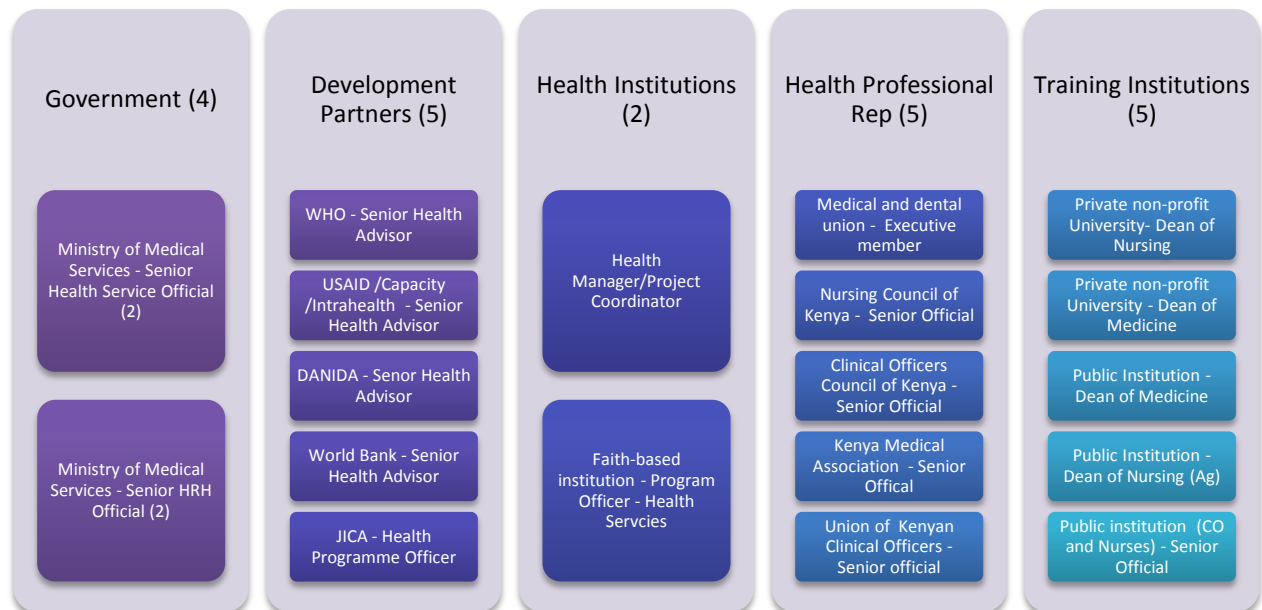 Government (4)
Ministry of Medical
Services - Senior
Health Service Official
(2)
Ministry of Medical
Services - Senior HRH
Official (2)
Development
Partners (5)
WHO - Senior Health
Advisor
USAID /Capacity
/Intrahealth - Senior
Health Advisor
DANIDA - Senor Health
Advisor
World Bank - Senior
Health Advisor
JICA - Health
Programme Officer
Health Institutions
(2)
Health
Manager/Project
Coordinator
Faith-based
institution - Program
Officer - Health
Servcies
Health Professional
Rep (5)
Medical and dental
union - Executive
member
Nursing Council of
Kenya - Senior Official
Clinical Officers
Council of Kenya -
Senior Official
Kenya Medical
Association - Senior
Offical
Union of Kenyan
Clinical Officers -
Senior official
Training Institutions
(5)
Private non-profit
University- Dean of
Nursing
Private non-profit
University - Dean of
Medicine
Public Institution -
Dean of Medicine
Public Institution -
Dean of Nursing (Ag)
Public institution (CO
and Nurses) - Senior
Official